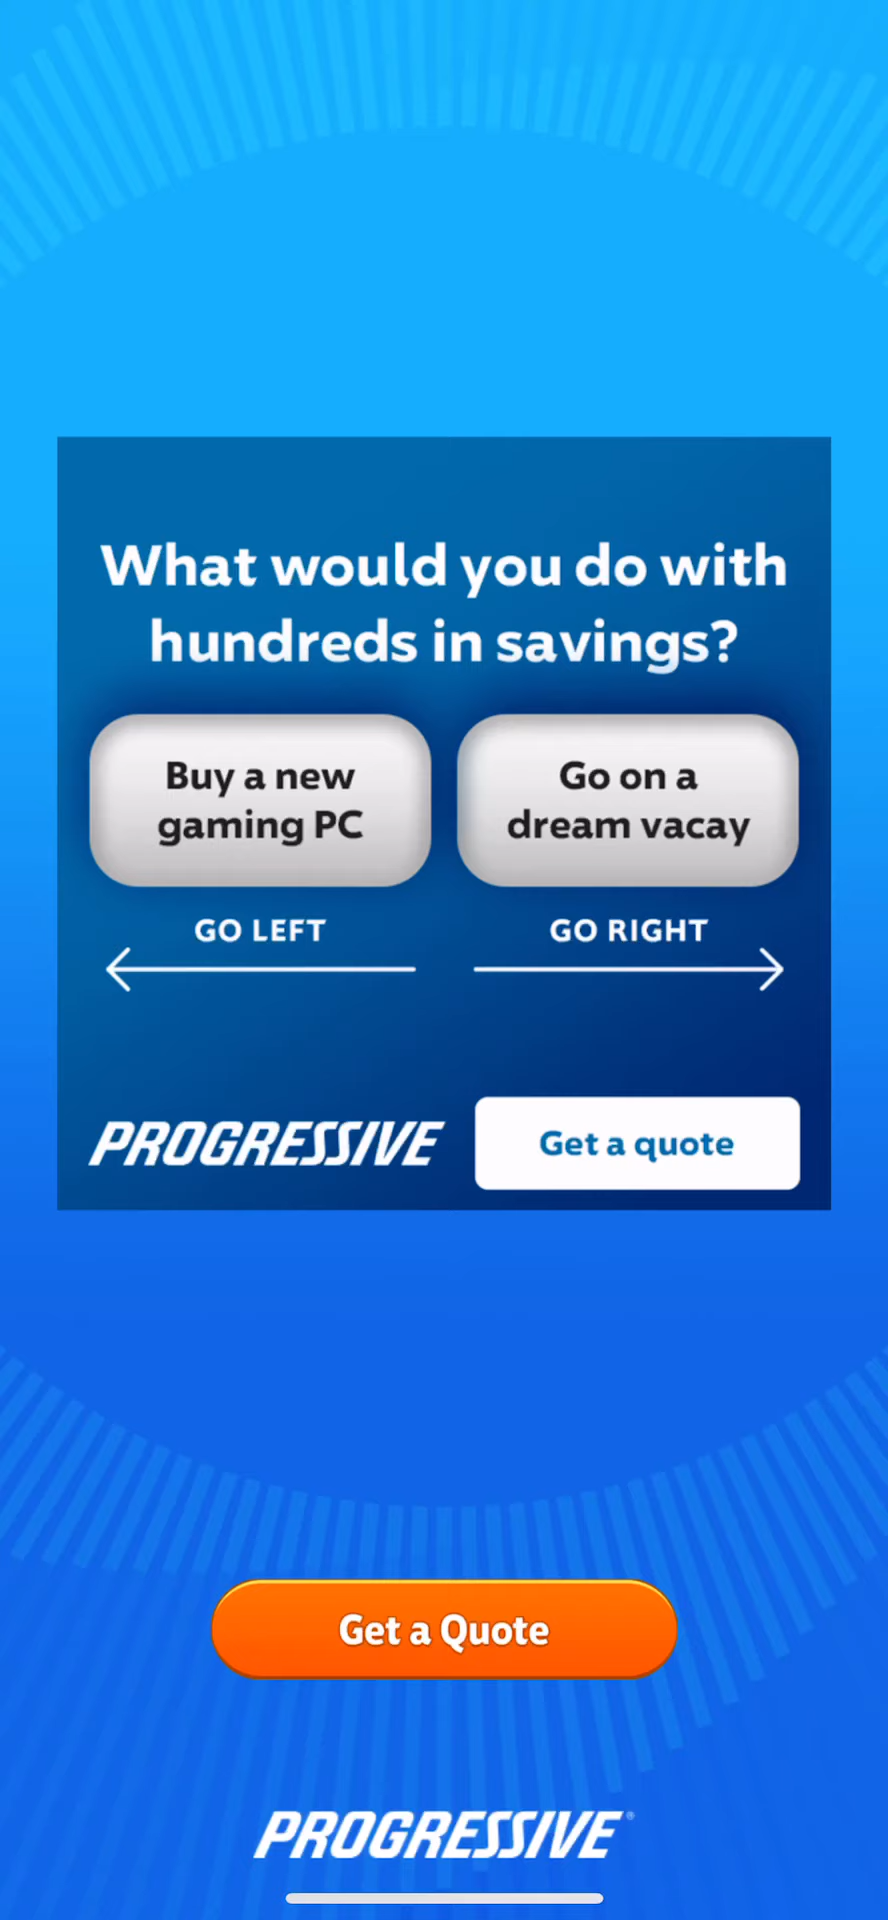 What would you do with
hundreds in savings?
Buy a new
gaming PC
Go on a
dream vacay
GO LEFT
GO RIGHT
PROGRESSIVE
Get a quote
Get a Quote
PROGRESSIVE®